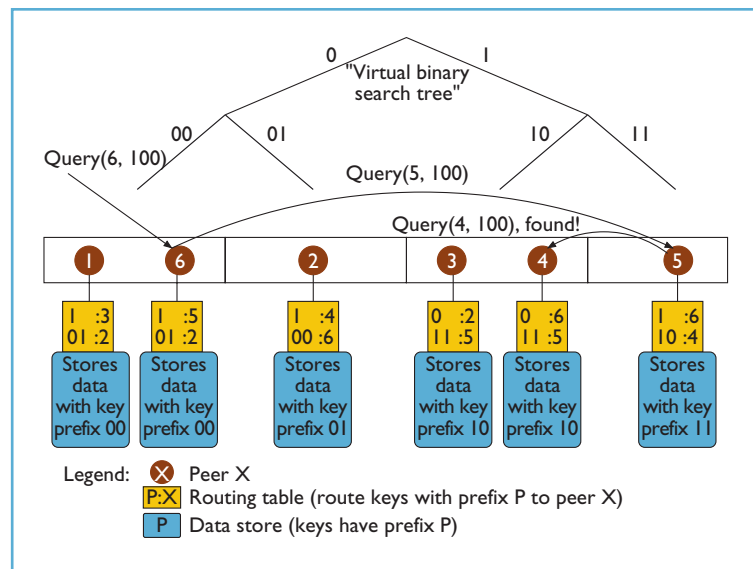 0 1
"Virtual binary
search tree"
00 01 10 11
Query(6, 100)
Query(5, 100)
Query(4, 100), found!
1 6 2 3 4 5
1 :3 1 :5 1 :4 0 :2 0 :6 1 :6
01 :2 01 :2 00 :6 11 :5 11 :5 10 :4
Stores Stores Stores Stores Stores Stores
data data data data data data
with key with key with key with key with key with key
prefix 00 prefix 00 prefix 01 prefix 10 prefix 10 prefix 11
Legend: X Peer X
P:X Routing table (route keys with prefix P to peer X)
P Data store (keys have prefix P)